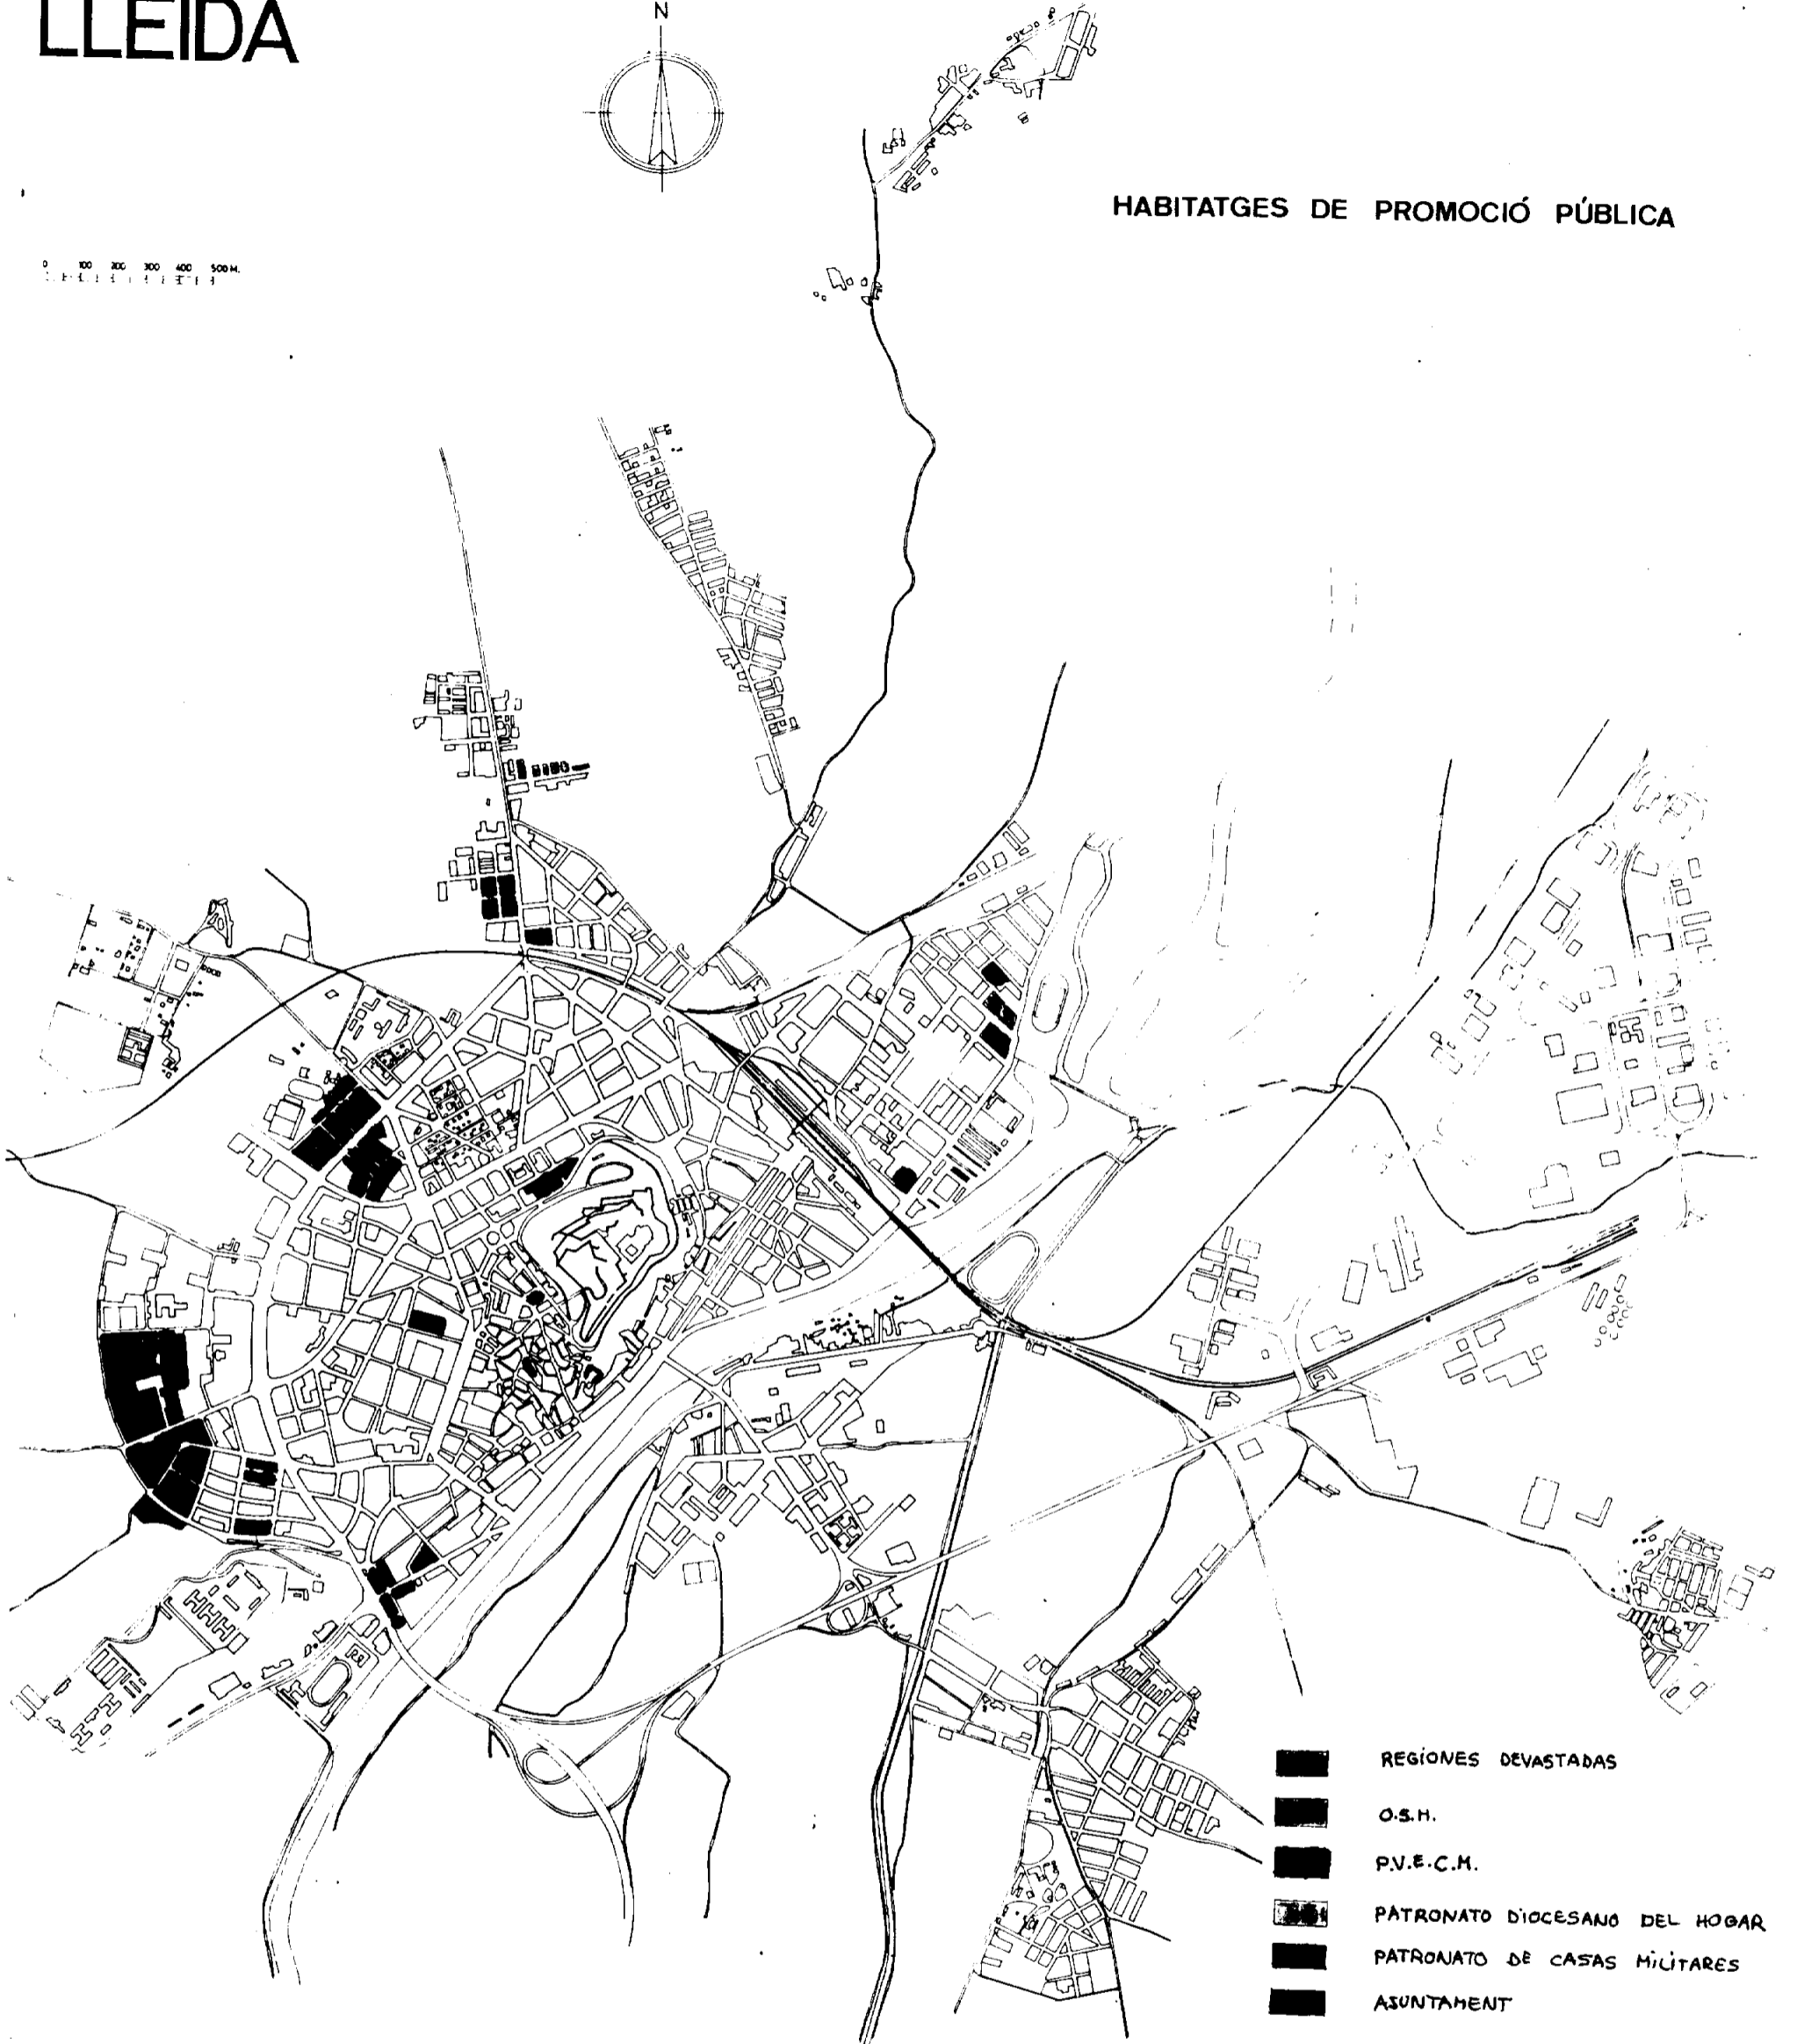 LLEIDA
N
HABITATGES DE PROMOCIÓ PÚBLICA
0 100 200 300 400 500 M.
REGIONES DEVASTADAS
O.S.H.
P.V.E.C.M.
PATRONATO DIOCESANO DEL HOGAR
PATRONATO DE CASAS MILITARES
AJUNTAMENT